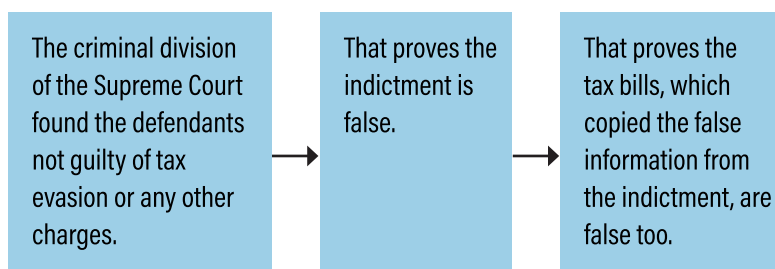 The criminal division
of the Supreme Court
found the defendants
not guilty of tax
evasion or any other
charges.
That proves the
indictment is
false.
That proves the
tax bills, which
copied the false
information from
the indictment, are
false too.